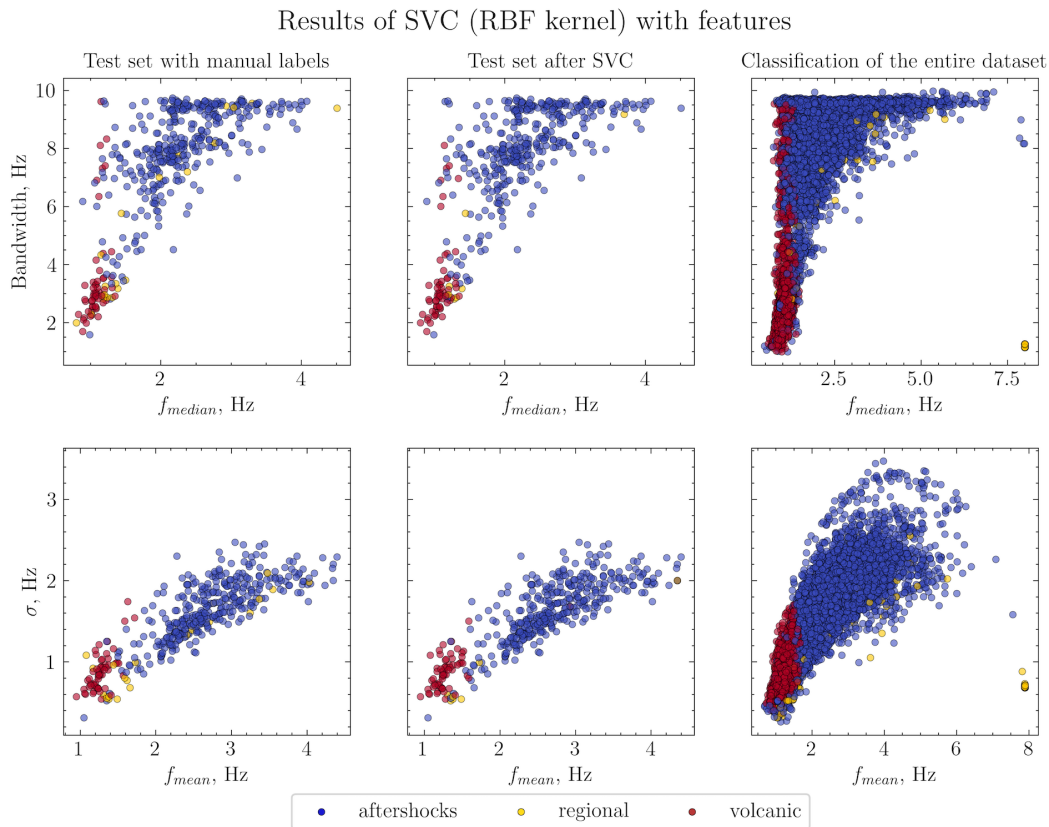 Results of SVC (RBF kernel) with features
Test set with manual labels
Test set after SVC
Classification of the entire dataset
Bandwidth, Hz
10
8
6
4
2
2 4
2 4
2.5 5.0 7.5
f_median, Hz
f_median, Hz
f_median, Hz
σ, Hz
3
2
1
1 2 3 4
1 2 3 4
2 4 6 8
f_mean, Hz
f_mean, Hz
f_mean, Hz
aftershocks regional volcanic